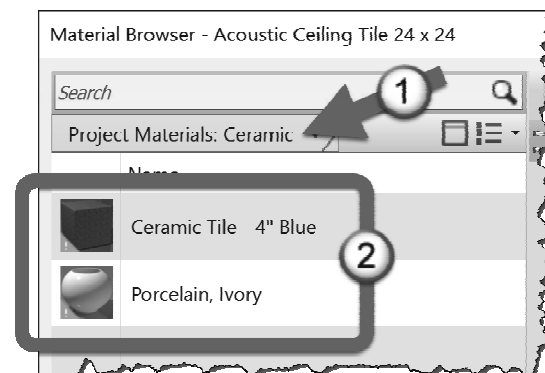 Material Browser - Acoustic Ceiling Tile 24 x 24
Search
1
Project Materials: Ceramic
Name
Ceramic Tile   4" Blue
2
Porcelain, Ivory